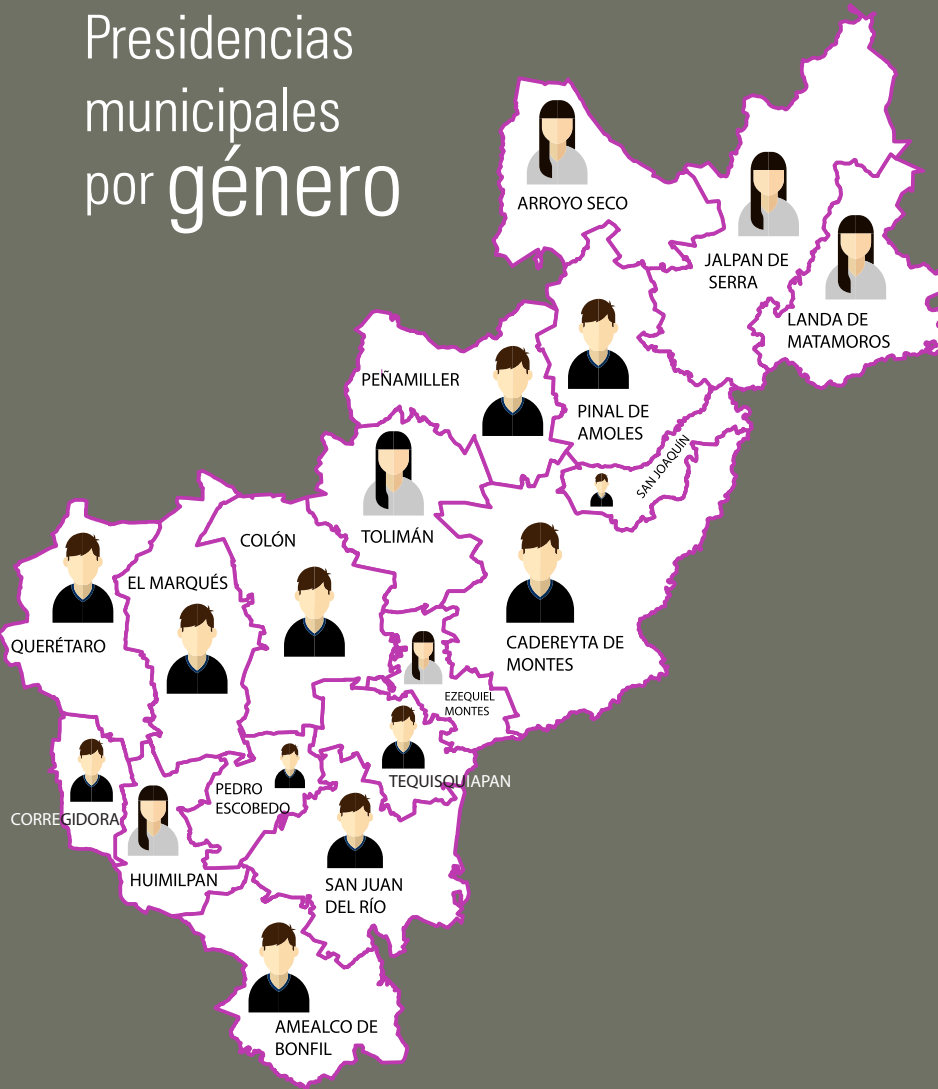 Presidencias
municipales
por género
ARROYO SECO
JALPAN DE
SERRA
LANDA DE
MATAMOROS
PEÑAMILLER
PINAL DE
AMOLES
SAN JOAQUÍN
TOLIMÁN
COLÓN
EL MARQUÉS
QUERÉTARO
CADEREYTA DE
MONTES
EZEQUIEL
MONTES
TEQUISQUIAPAN
PEDRO
ESCOBEDO
CORREGIDORA
HUIMILPAN
SAN JUAN
DEL RÍO
AMEALCO DE
BONFIL